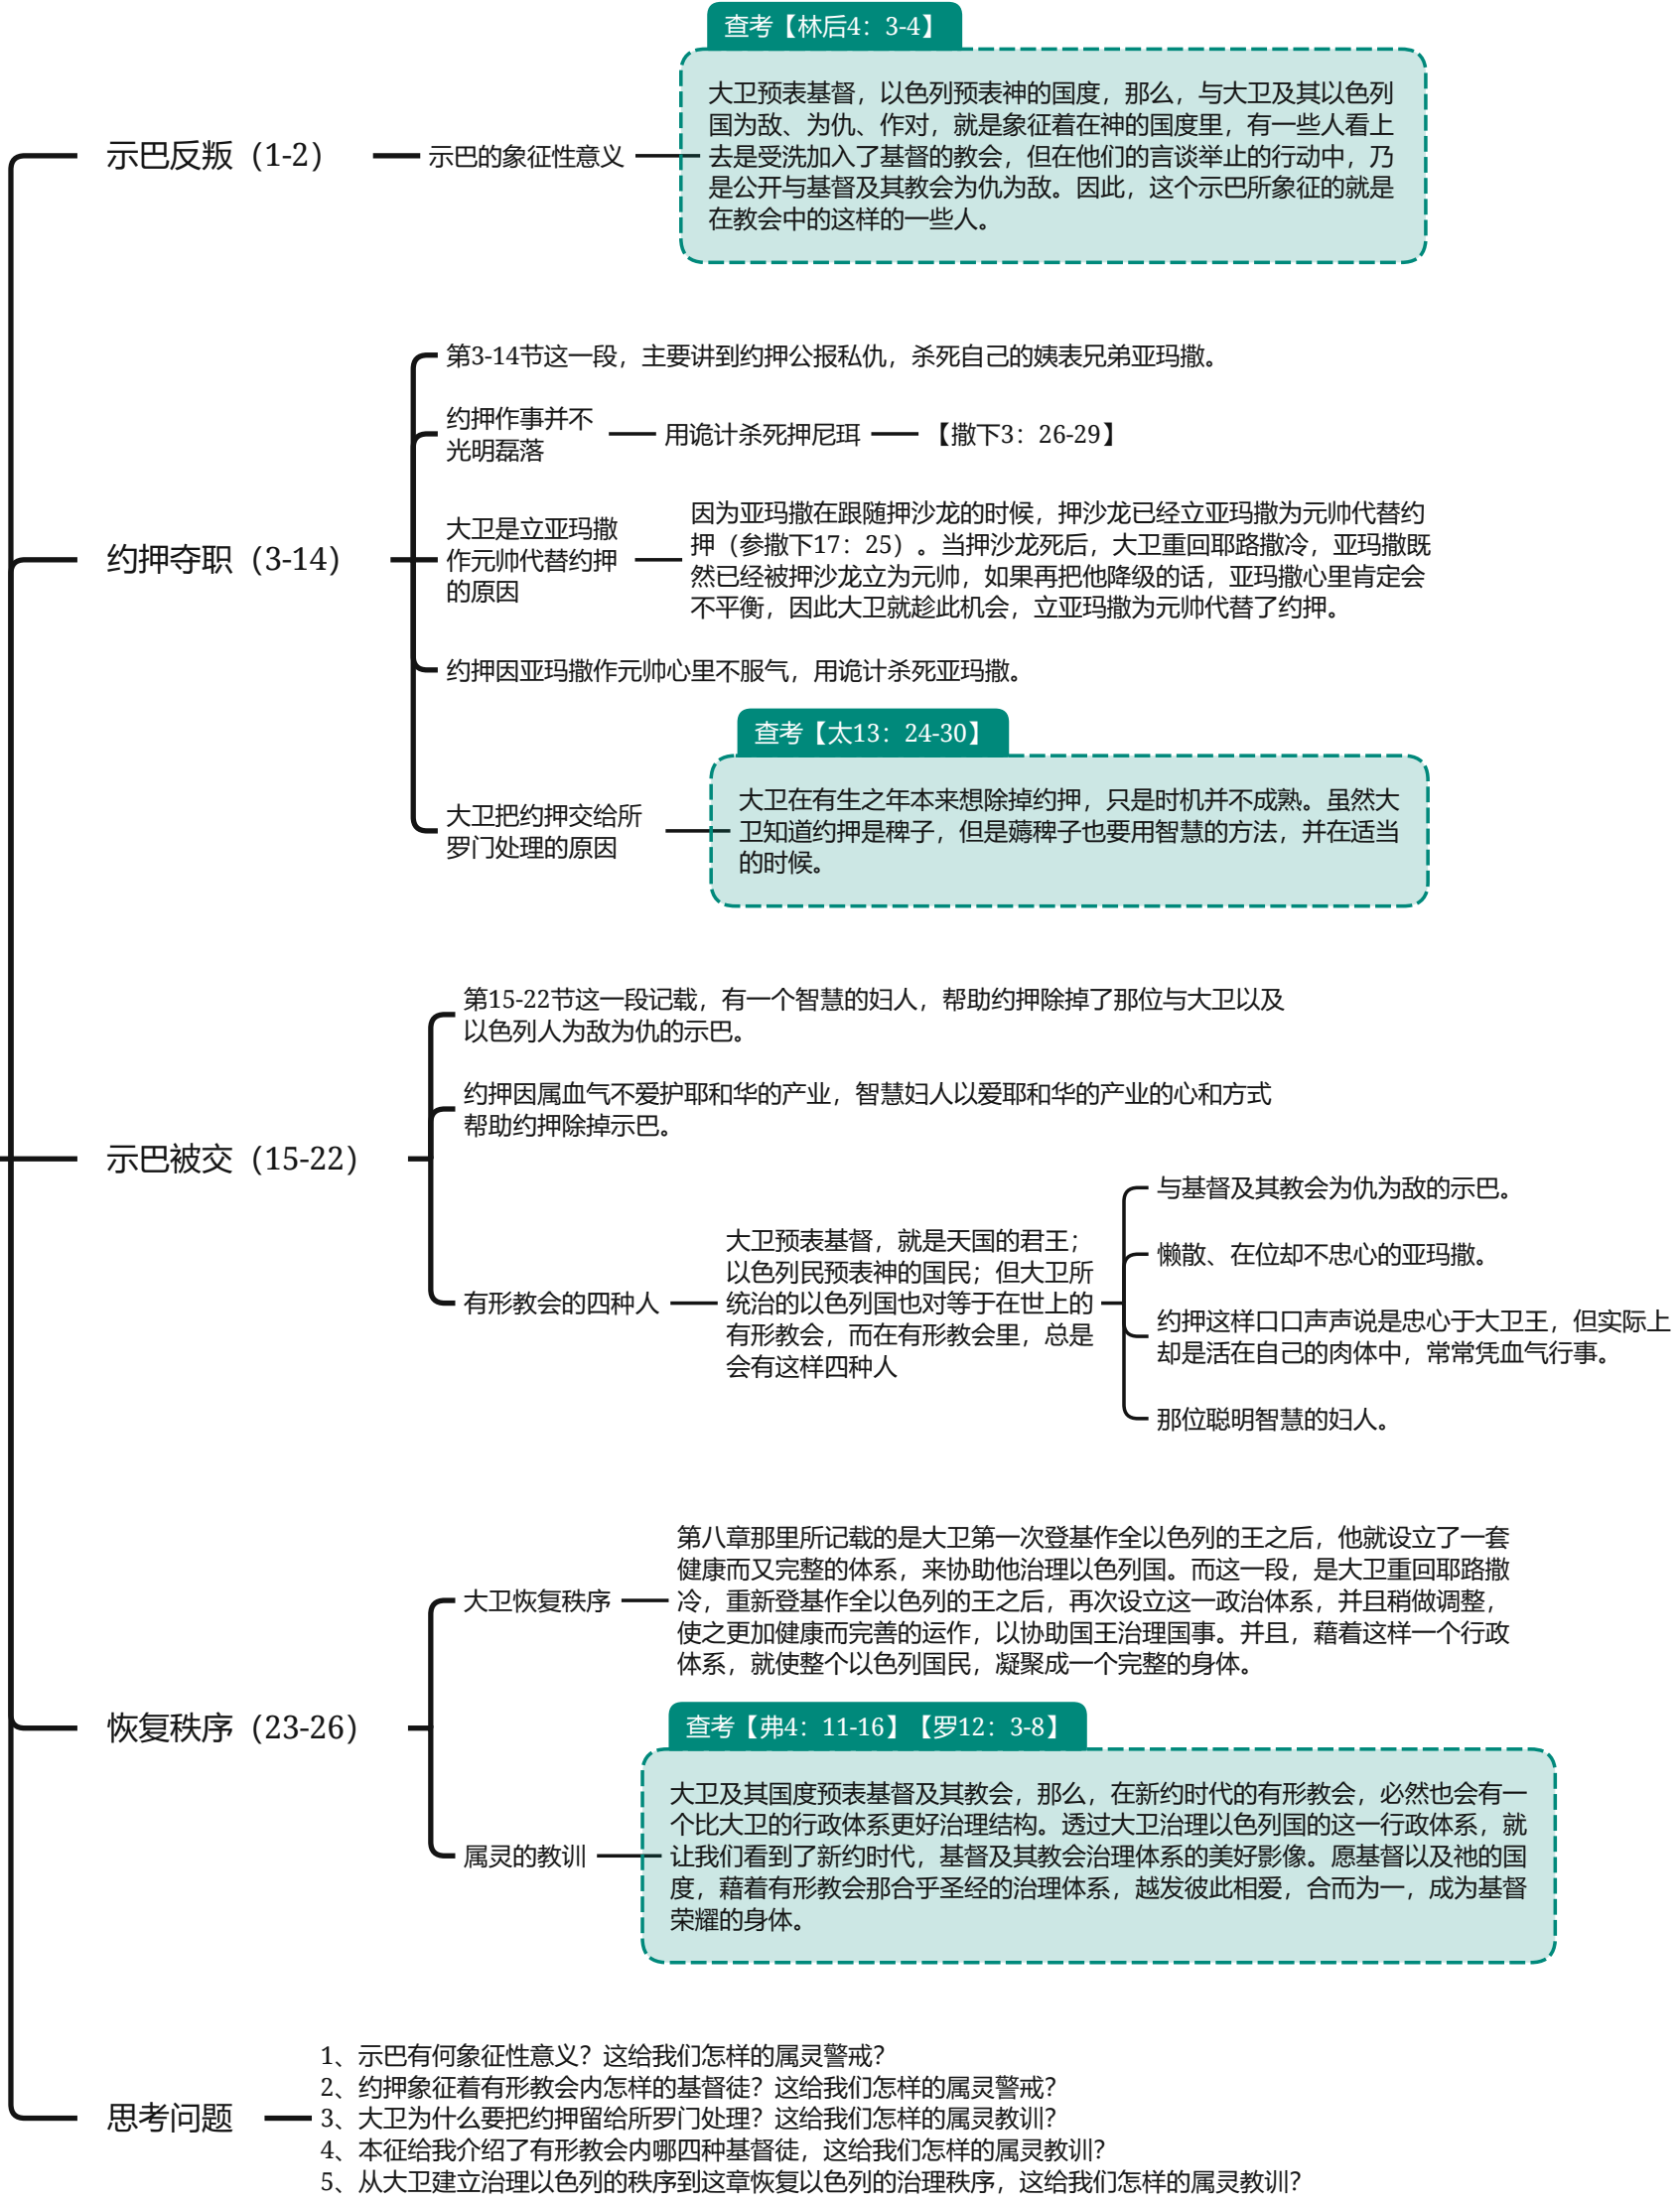 查考【林后4：3-4】
示巴反叛（1-2）
示巴的象征性意义
大卫预表基督，以色列预表神的国度，那么，与大卫及其以色列
国为敌、为仇、作对，就是象征着在神的国度里，有一些人看上
去是受洗加入了基督的教会，但在他们的言谈举止的行动中，乃
是公开与基督及其教会为仇为敌。因此，这个示巴所象征的就是
在教会中的这样的一些人。
约押夺职（3-14）
第3-14节这一段，主要讲到约押公报私仇，杀死自己的姨表兄弟亚玛撒。
约押作事并不
光明磊落
用诡计杀死押尼珥
【撒下3：26-29】
大卫是立亚玛撒
作元帅代替约押
的原因
因为亚玛撒在跟随押沙龙的时候，押沙龙已经立亚玛撒为元帅代替约
押（参撒下17：25）。当押沙龙死后，大卫重回耶路撒冷，亚玛撒既
然已经被押沙龙立为元帅，如果再把他降级的话，亚玛撒心里肯定会
不平衡，因此大卫就趁此机会，立亚玛撒为元帅代替了约押。
约押因亚玛撒作元帅心里不服气，用诡计杀死亚玛撒。
大卫把约押交给所
罗门处理的原因
查考【太13：24-30】
大卫在有生之年本来想除掉约押，只是时机并不成熟。虽然大
卫知道约押是稗子，但是薅稗子也要用智慧的方法，并在适当
的时候。
示巴被交（15-22）
第15-22节这一段记载，有一个智慧的妇人，帮助约押除掉了那位与大卫以及
以色列人为敌为仇的示巴。
约押因属血气不爱护耶和华的产业，智慧妇人以爱耶和华的产业的心和方式
帮助约押除掉示巴。
有形教会的四种人
大卫预表基督，就是天国的君王；
以色列民预表神的国民；但大卫所
统治的以色列国也对等于在世上的
有形教会，而在有形教会里，总是
会有这样四种人
与基督及其教会为仇为敌的示巴。
懒散、在位却不忠心的亚玛撒。
约押这样口口声声说是忠心于大卫王，但实际上
却是活在自己的肉体中，常常凭血气行事。
那位聪明智慧的妇人。
恢复秩序（23-26）
大卫恢复秩序
第八章那里所记载的是大卫第一次登基作全以色列的王之后，他就设立了一套
健康而又完整的体系，来协助他治理以色列国。而这一段，是大卫重回耶路撒
冷，重新登基作全以色列的王之后，再次设立这一政治体系，并且稍做调整，
使之更加健康而完善的运作，以协助国王治理国事。并且，藉着这样一个行政
体系，就使整个以色列国民，凝聚成一个完整的身体。
属灵的教训
查考【弗4：11-16】【罗12：3-8】
大卫及其国度预表基督及其教会，那么，在新约时代的有形教会，必然也会有一
个比大卫的行政体系更好治理结构。透过大卫治理以色列国的这一行政体系，就
让我们看到了新约时代，基督及其教会治理体系的美好影像。愿基督以及祂的国
度，藉着有形教会那合乎圣经的治理体系，越发彼此相爱，合而为一，成为基督
荣耀的身体。
思考问题
1、示巴有何象征性意义？这给我们怎样的属灵警戒？
2、约押象征着有形教会内怎样的基督徒？这给我们怎样的属灵警戒？
3、大卫为什么要把约押留给所罗门处理？这给我们怎样的属灵教训？
4、本征给我介绍了有形教会内哪四种基督徒，这给我们怎样的属灵教训？
5、从大卫建立治理以色列的秩序到这章恢复以色列的治理秩序，这给我们怎样的属灵教训？